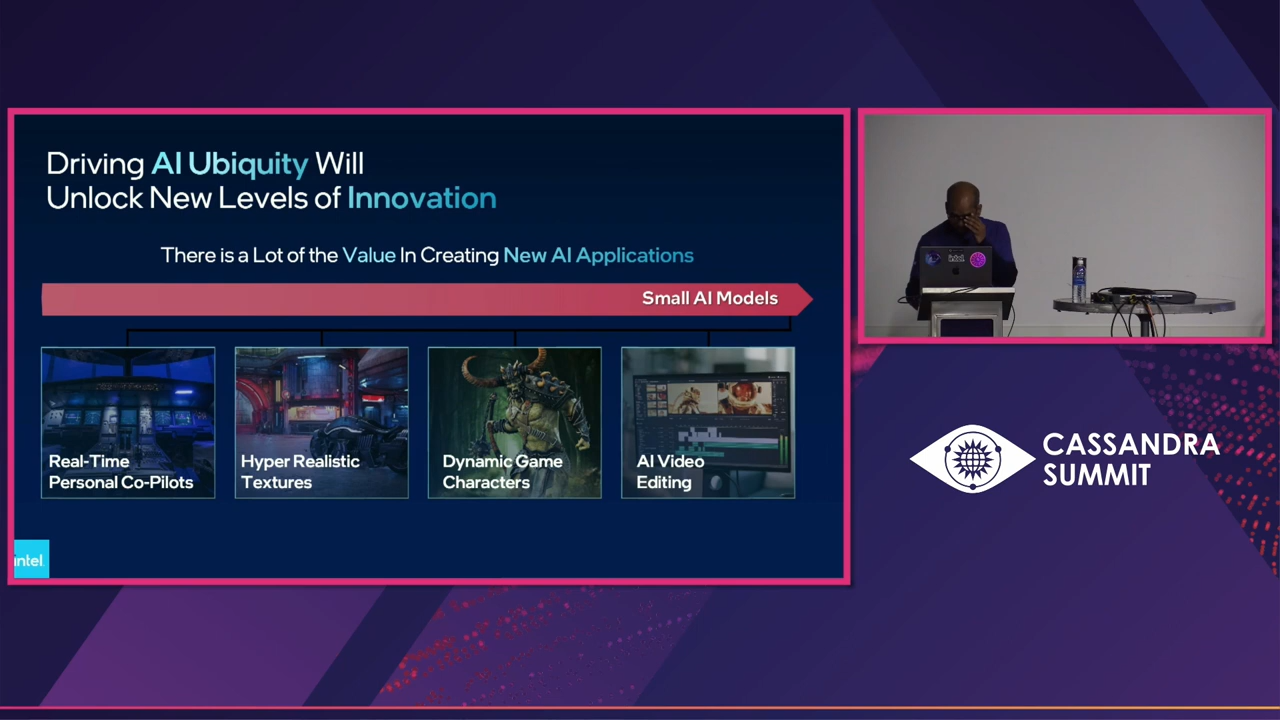 Driving AI Ubiquity Will
Unlock New Levels of Innovation
There is a Lot of the Value In Creating New AI Applications
Small AI Models
Real-Time
Personal Co-Pilots
Hyper Realistic
Textures
Dynamic Game
Characters
AI Video
Editing
intel
intel
CASSANDRA
SUMMIT